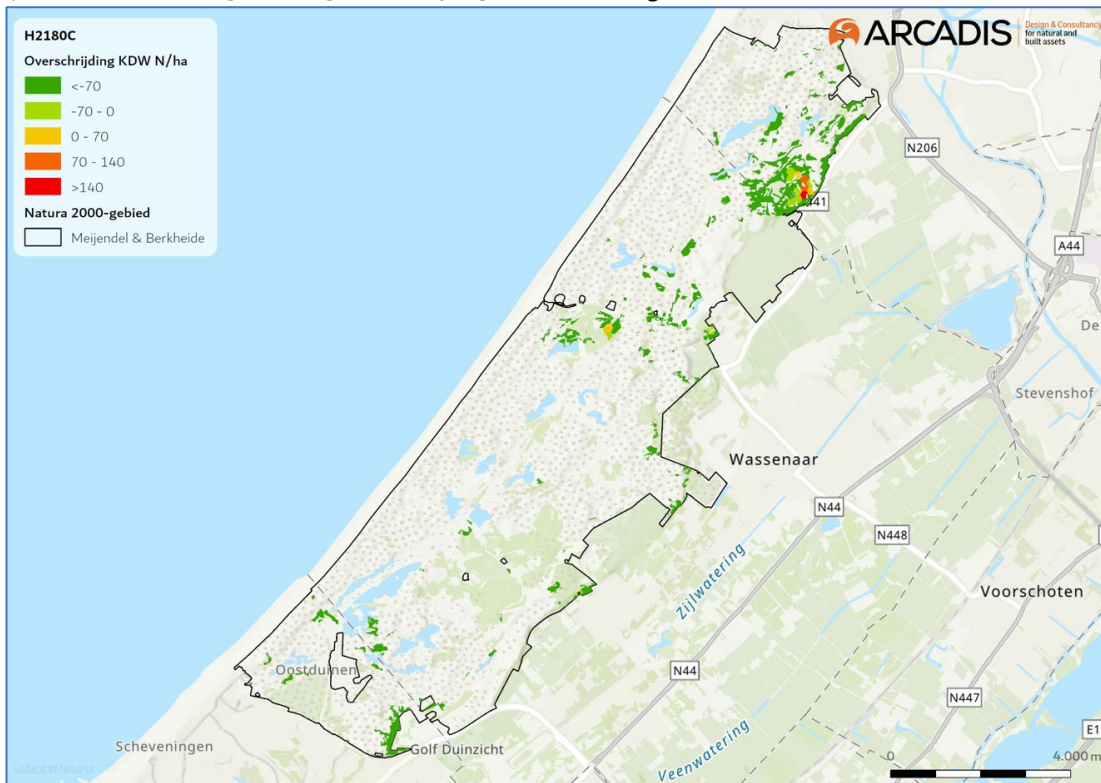 H2180C
Overschrijding KDW N/ha
<-70
-70 - 0
0 - 70
70 - 140
>140
Natura 2000-gebied
Meijendel & Berkheide
ARCADIS
Design & Consultancy
for natural and
built assets
N206
A44
De
Stevenshof
Wassenaar
N44
N448
Zijlwatering
Voorschoten
Oostduinen
N44
N447
E1
Scheveningen
Golf Duinzicht
Veenwatering
0
4.000 m